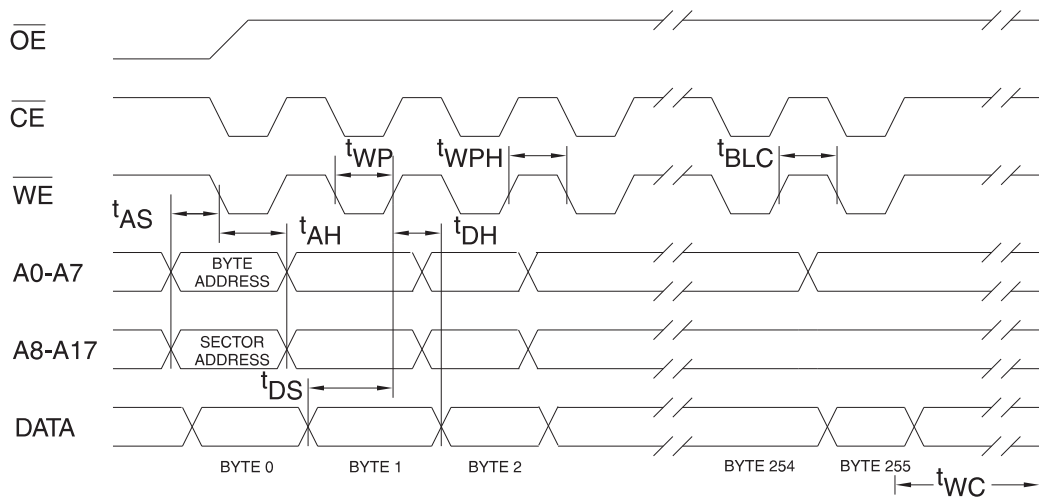 OE
CE
tWP
tWPH
tBLC
WE
tAS
tAH
tDH
A0-A7
BYTE
ADDRESS
A8-A17
SECTOR
ADDRESS
tDS
DATA
BYTE 0
BYTE 1
BYTE 2
BYTE 254
BYTE 255
tWC